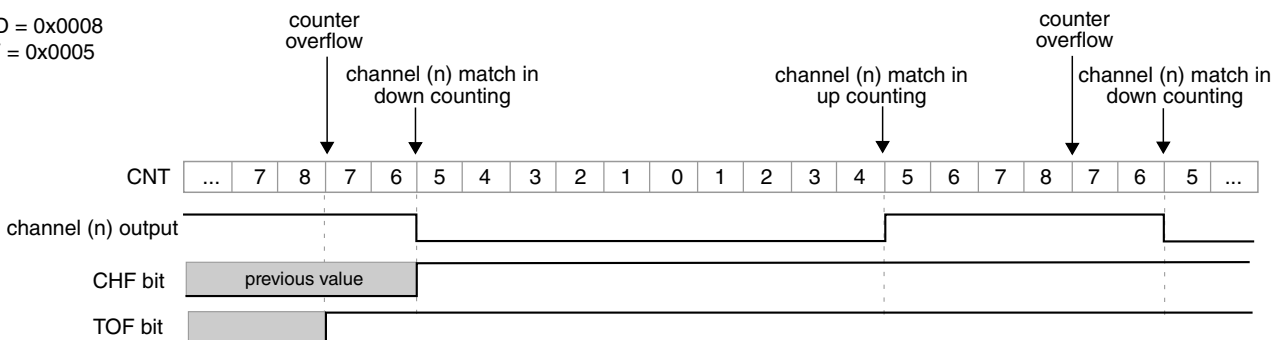 D = 0x0008
= 0x0005
counter
overflow
channel (n) match in
down counting
channel (n) match in
up counting
counter
overflow
channel (n) match in
down counting
CNT ... 7 8 7 6 5 4 3 2 1 0 1 2 3 4 5 6 7 8 7 6 5 ...
channel (n) output
CHF bit previous value
TOF bit